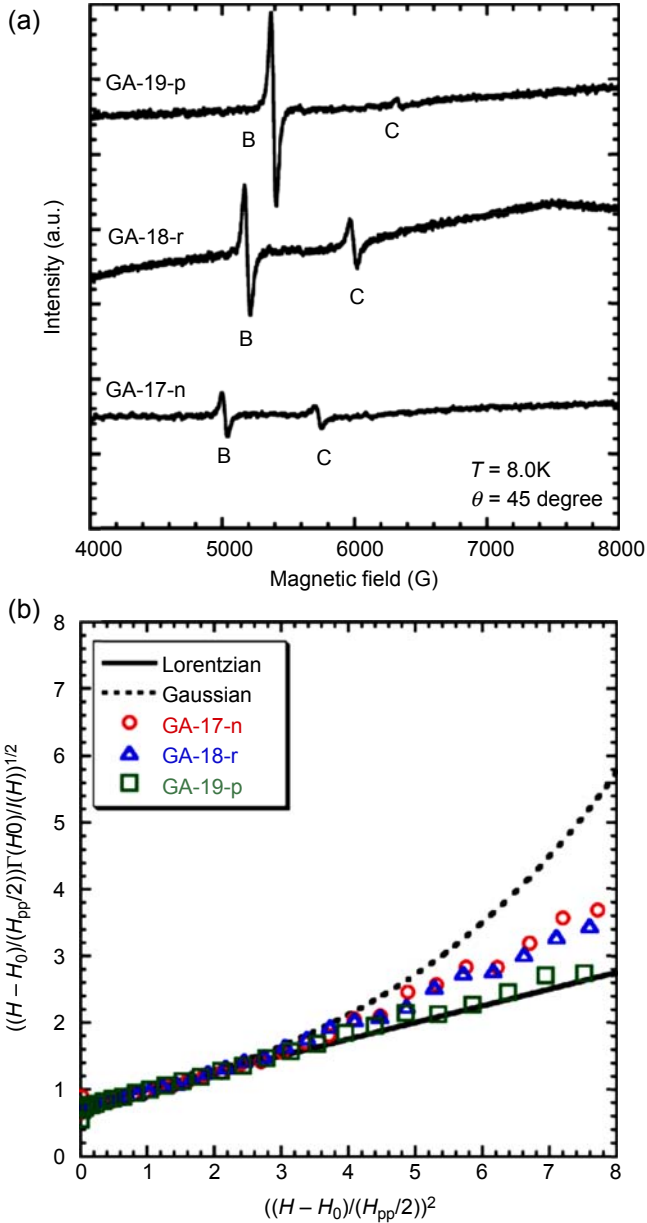 (a)
GA-19-p
B
C
GA-18-r
B
C
GA-17-n
B
C
T = 8.0K
θ = 45 degree
Intensity (a.u.)
4000 5000 6000 7000 8000
Magnetic field (G)
(b)
8
7
6
5
4
3
2
1
0
Lorentzian
Gaussian
GA-17-n
GA-18-r
GA-19-p
((H – H0)/(Hpp/2))Γ(H0)/I(H))1/2
0 1 2 3 4 5 6 7 8
((H – H0)/(Hpp/2))2